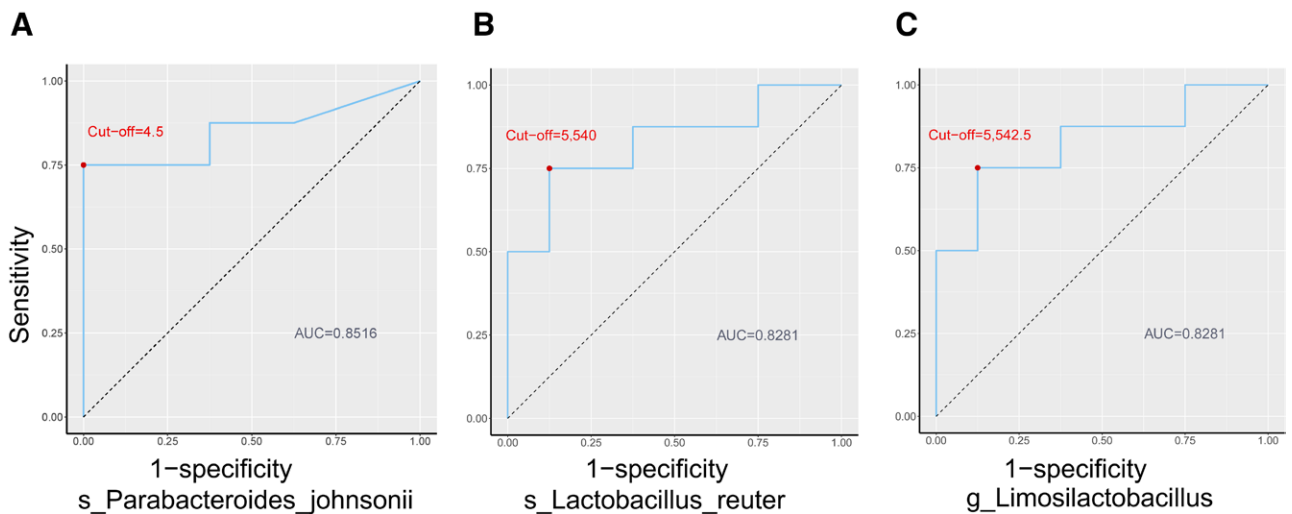 A
B
C
Sensitivity
1.00
0.75
0.50
0.25
0.00
Cut-off=4.5
AUC=0.8516
0.00 0.25 0.50 0.75 1.00
1-specificity
s_Parabacteroides_johnsonii
1.00
0.75
0.50
0.25
0.00
Cut-off=5,540
AUC=0.8281
0.00 0.25 0.50 0.75 1.00
1-specificity
s_Lactobacillus_reuter
1.00
0.75
0.50
0.25
0.00
Cut-off=5,542.5
AUC=0.8281
0.00 0.25 0.50 0.75 1.00
1-specificity
g_Limosilactobacillus